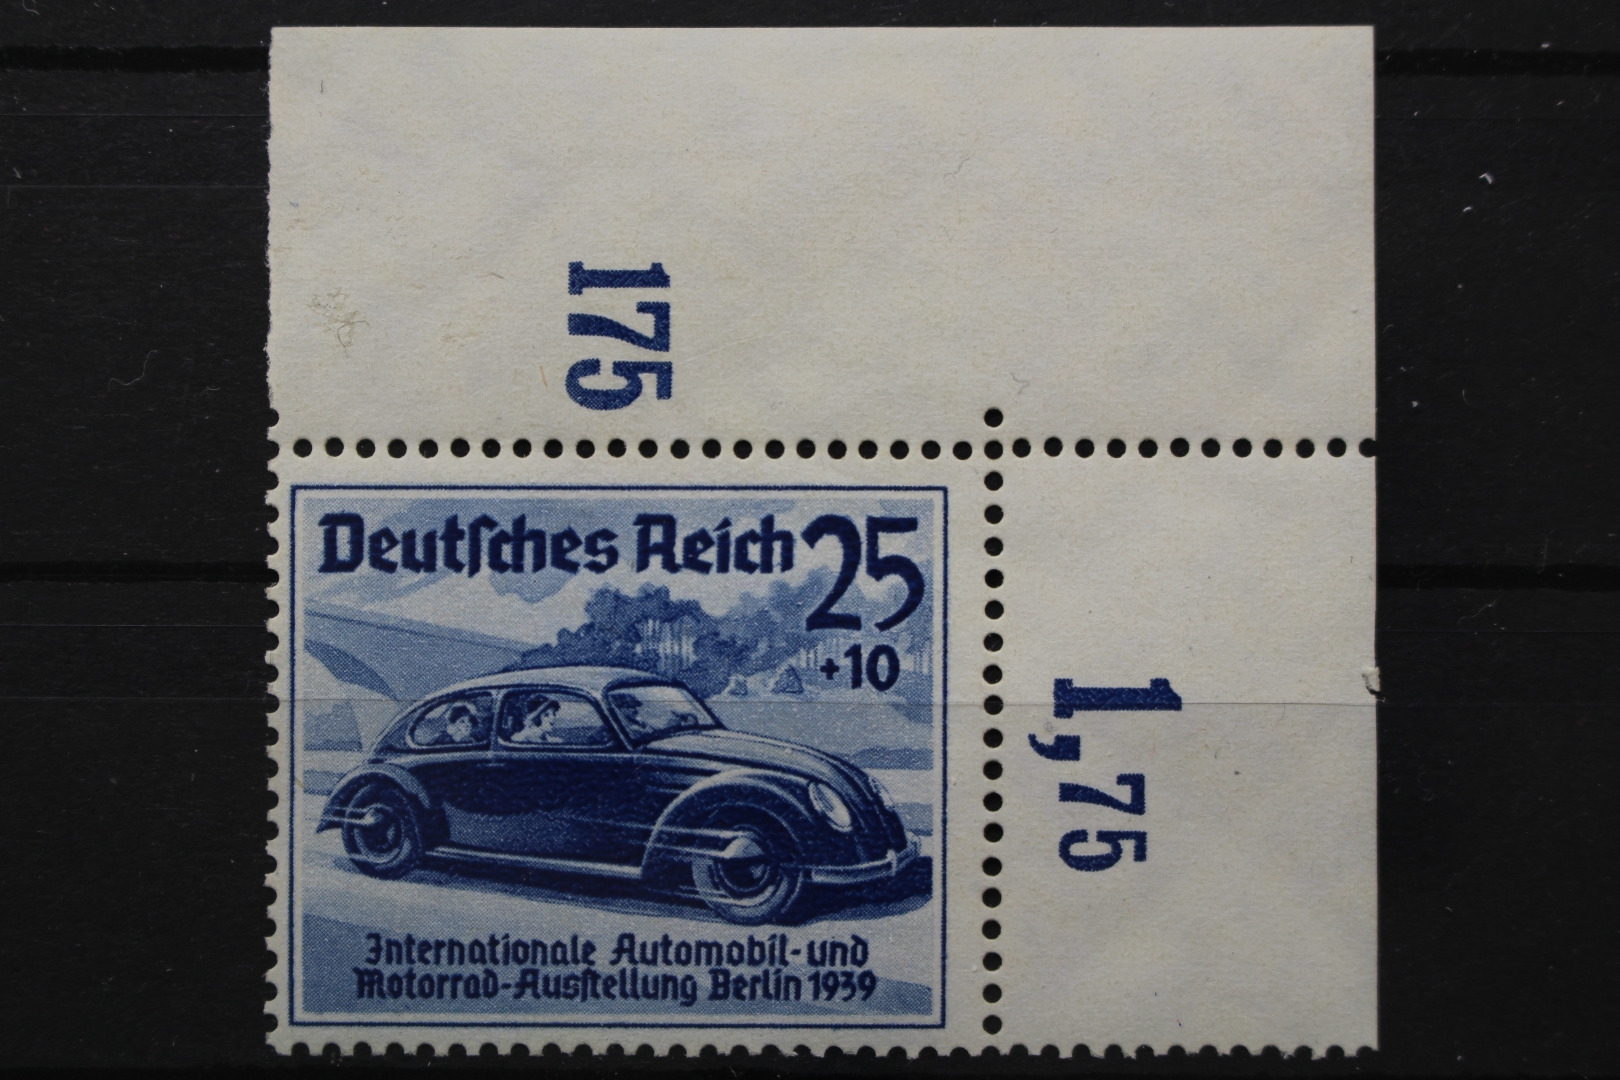 175
Deutſches Reich 25
+10
1,75
Internationale Automobil- und
Motorrad-Ausſtellung Berlin 1939